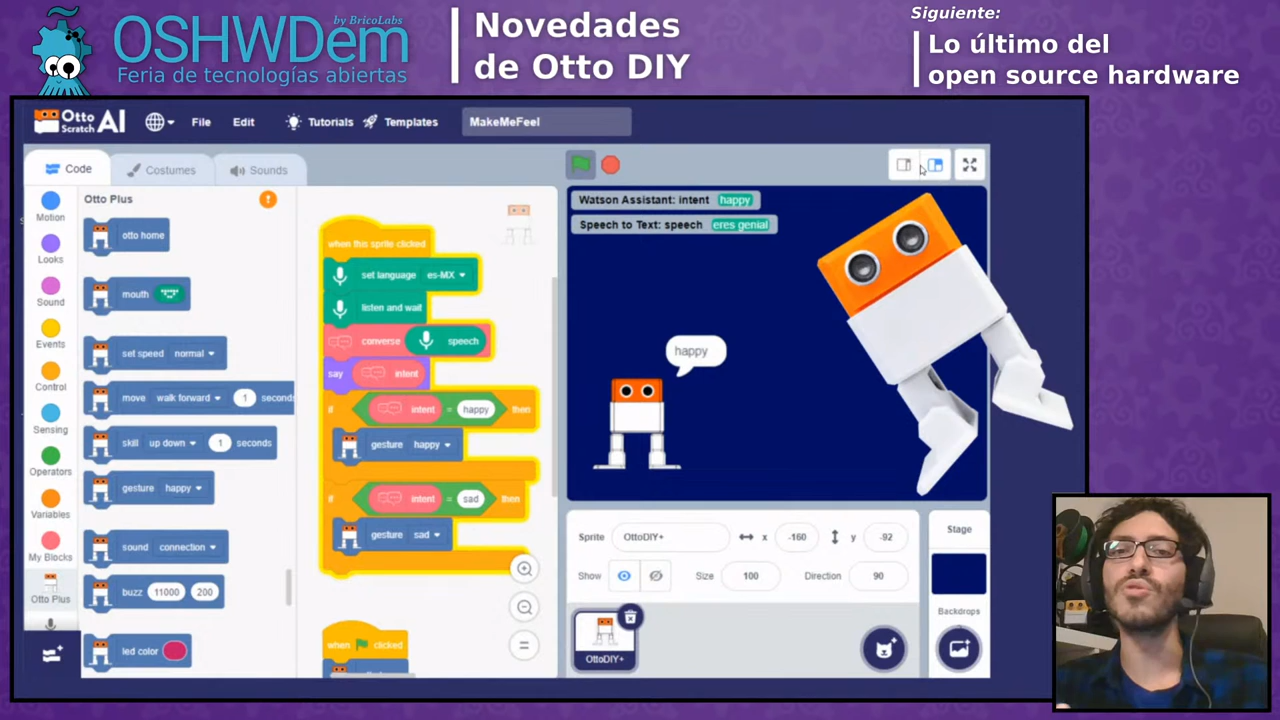 OSHWDem
by BricoLabs
Feria de tecnologías abiertas
Novedades
de Otto DIY
Siguiente:
Lo último del
open source hardware
Otto
Scratch AI
File
Edit
Tutorials
Templates
MakeMeFeel
Code
Costumes
Sounds
Motion
Looks
Sound
Events
Control
Sensing
Operators
Variables
My Blocks
Otto Plus
Otto Plus
otto home
mouth
set speed normal
move walk forward 1 seconds
skill up down 1 seconds
gesture happy
sound connection
buzz 11000 200
led color
when this sprite clicked
set language es-MX
listen and wait
converse speech
say intent
if intent = happy then
gesture happy
if intent = sad then
gesture sad
when clicked
Watson Assistant: intent happy
Speech to Text: speech eres genial
happy
Sprite OttoDIY+ x -160 y -92
Show Size 100 Direction 90
OttoDIY+
Stage
Backdrops